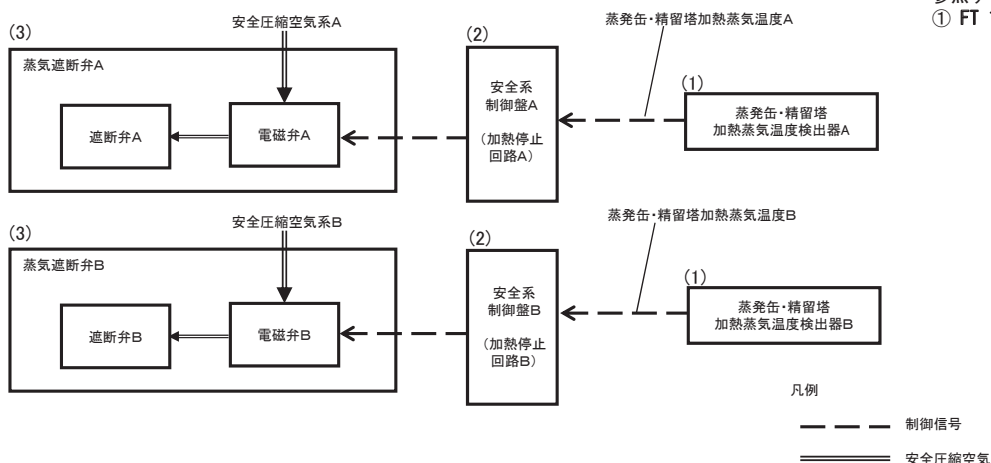 ① FT
安全圧縮空気系A
蒸発缶・精留塔加熱蒸気温度A
(3)
(2)
(1)
蒸気遮断弁A
遮断弁A
電磁弁A
安全系
制御盤A
(加熱停止
回路A)
蒸発缶・精留塔
加熱蒸気温度検出器A
安全圧縮空気系B
蒸発缶・精留塔加熱蒸気温度B
(3)
(2)
(1)
蒸気遮断弁B
遮断弁B
電磁弁B
安全系
制御盤B
(加熱停止
回路B)
蒸発缶・精留塔
加熱蒸気温度検出器B
凡例
制御信号
安全圧縮空気